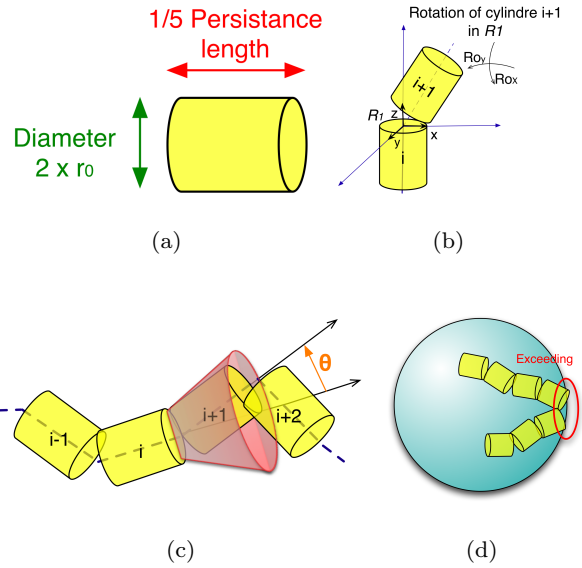 1/5 Persistance
length
Diameter
2 x r0
(a)
Rotation of cylindre i+1
in R1
Roy
Rox
i+1
R1
z
x
y
i
(b)
i-1
i
i+1
i+2
θ
(c)
Exceeding
(d)